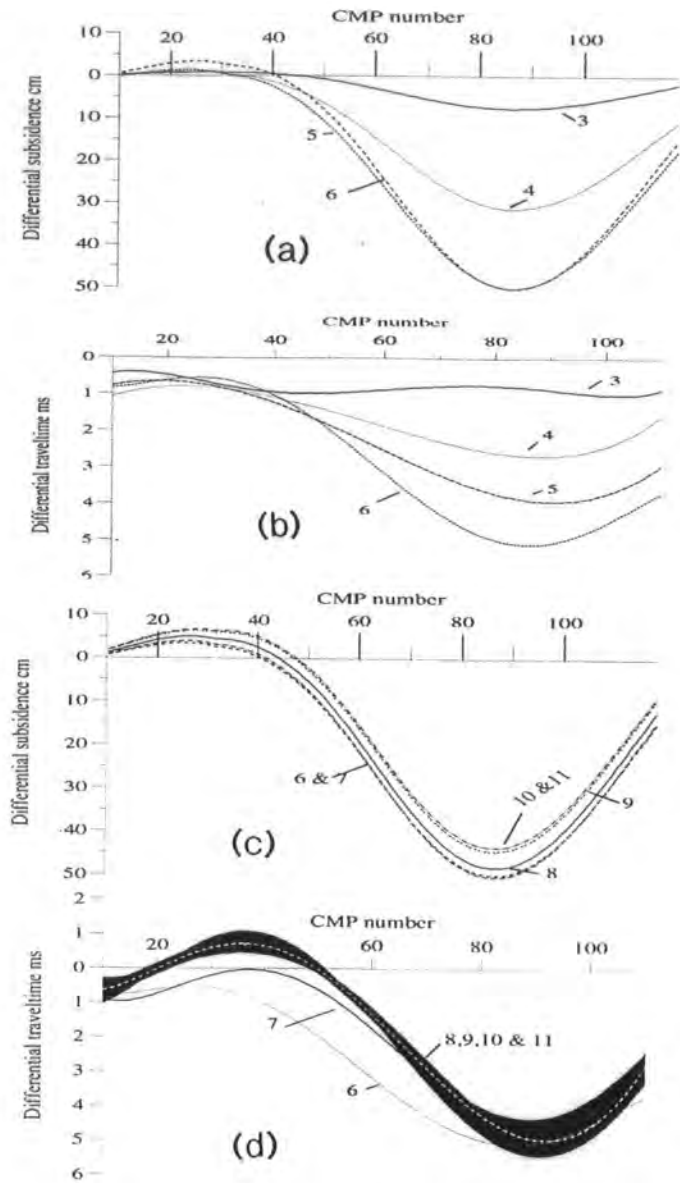 CMP number
20 40 60 80 100
Differential subsidence cm
10
0
10
20
30
40
50
3
5
4
6
(a)
CMP number
20 40 60 80 100
Differential traveltime ms
0
1
2
3
4
5
6
3
4
5
6
(b)
CMP number
20 40 60 80 100
Differential subsidence cm
10
0
10
20
30
40
50
6 & 7
10 &11
9
8
(c)
CMP number
20 40 60 80 100
Differential traveltime ms
2
1
0
1
2
3
4
5
6
7
8,9,10 & 11
6
(d)